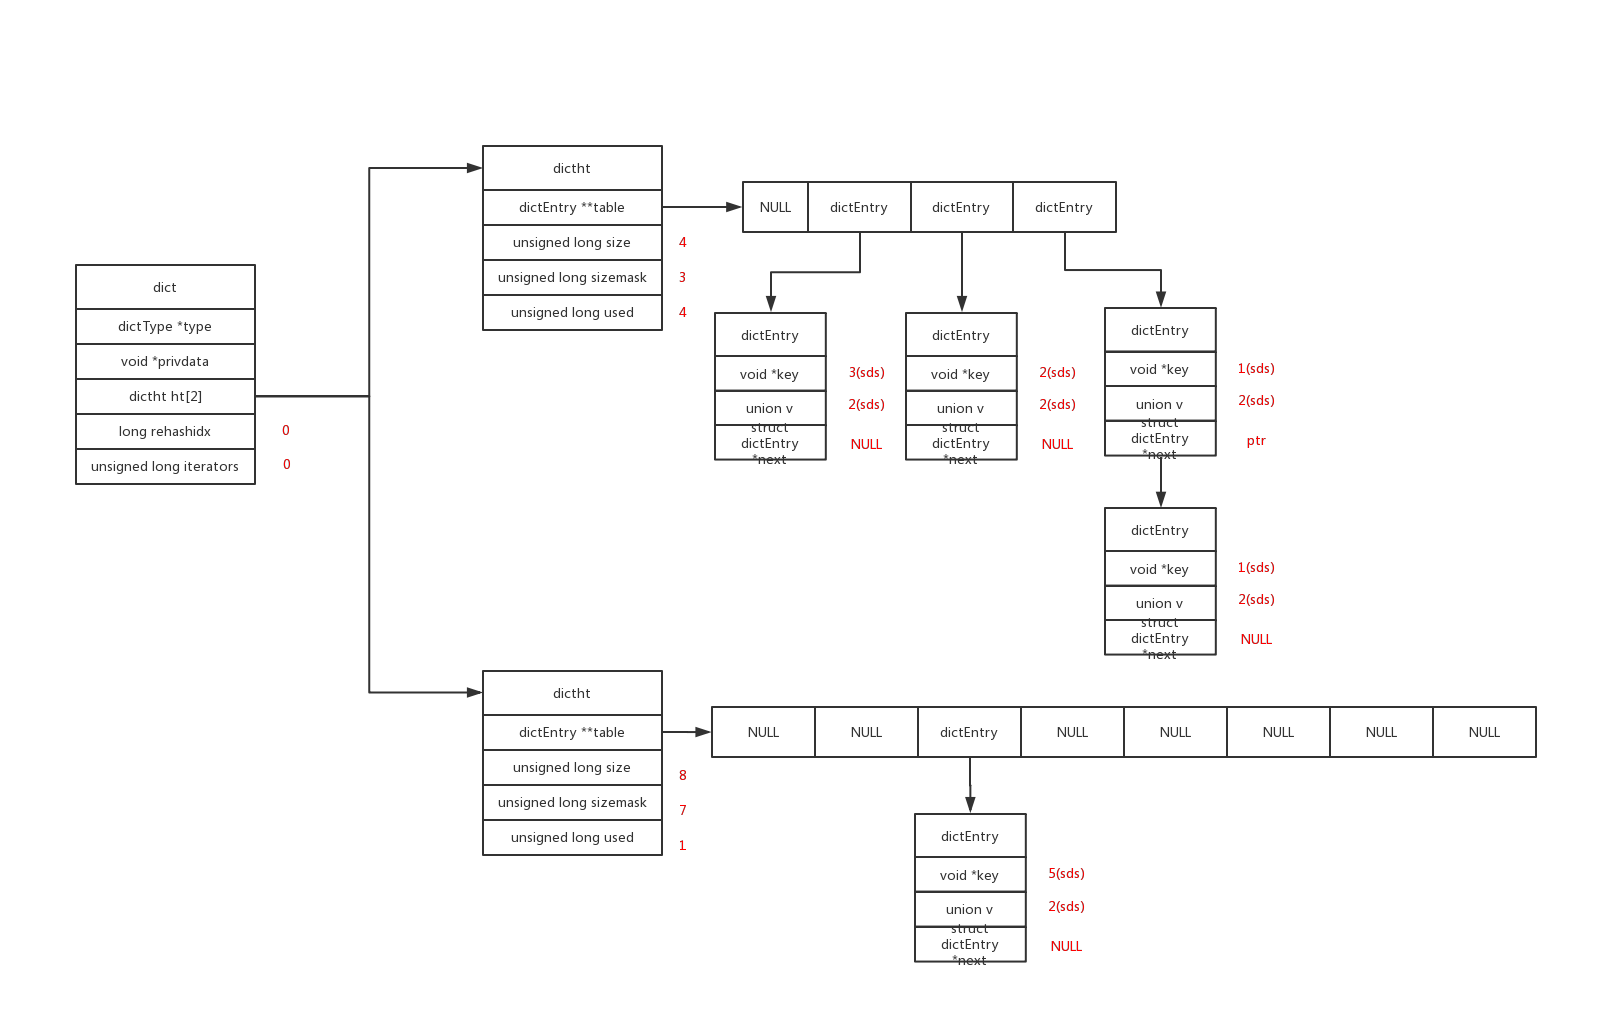 dict
dictType *type
void *privdata
dictht ht[2]
long rehashidx
0
unsigned long iterators
0
dictht
dictEntry **table
unsigned long size
4
unsigned long sizemask
3
unsigned long used
4
NULL
dictEntry
dictEntry
dictEntry
dictEntry
void *key
3(sds)
union v
2(sds)
struct
dictEntry
*next
NULL
dictEntry
void *key
2(sds)
union v
2(sds)
struct
dictEntry
*next
NULL
dictEntry
void *key
1(sds)
union v
2(sds)
struct
dictEntry
*next
ptr
dictEntry
void *key
1(sds)
union v
2(sds)
struct
dictEntry
*next
NULL
dictht
dictEntry **table
unsigned long size
8
unsigned long sizemask
7
unsigned long used
1
NULL
NULL
dictEntry
NULL
NULL
NULL
NULL
NULL
dictEntry
void *key
5(sds)
union v
2(sds)
struct
dictEntry
*next
NULL